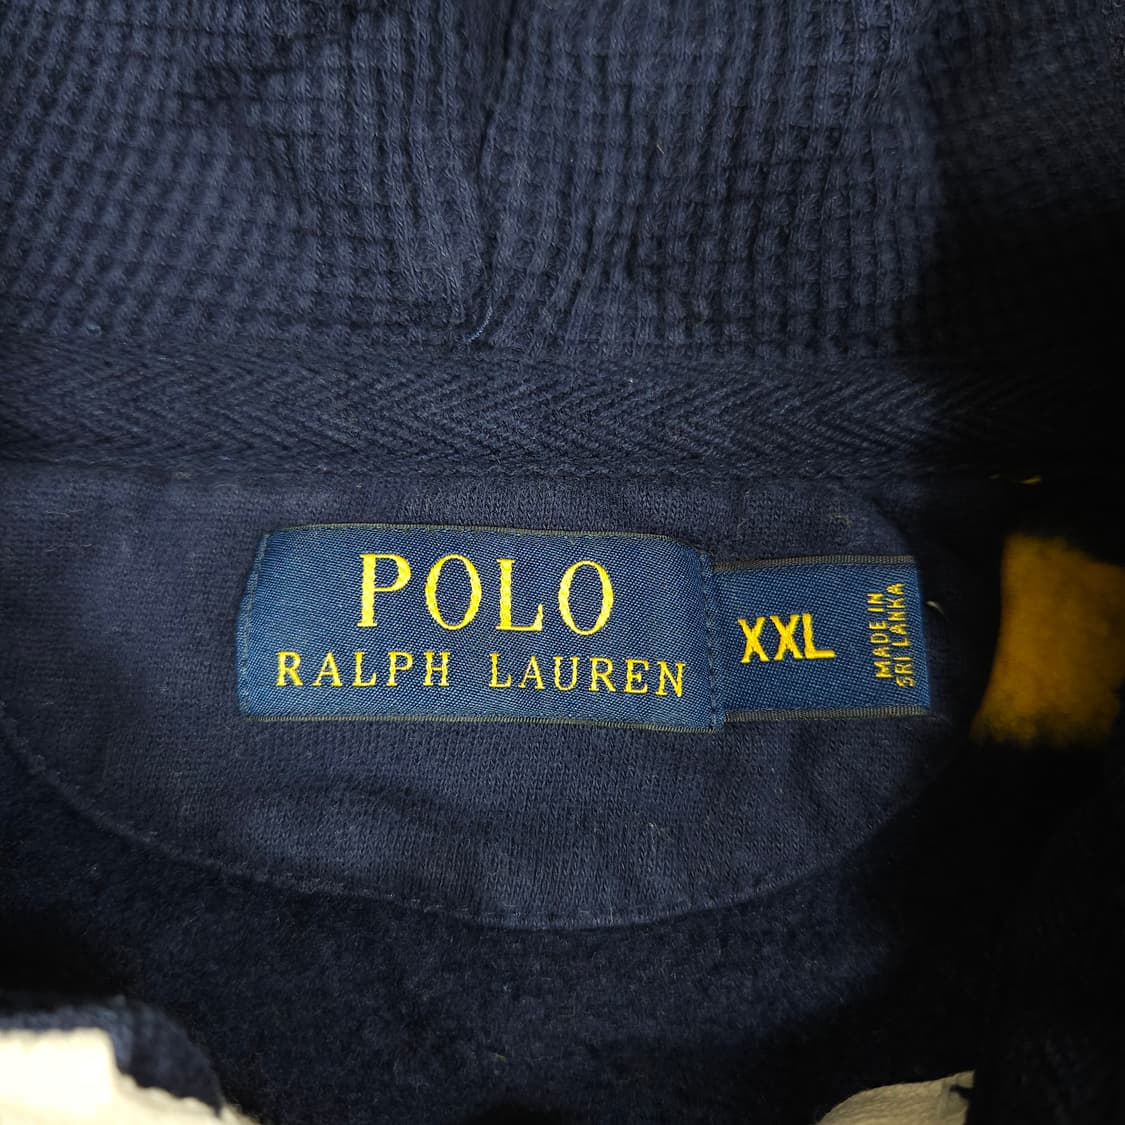 POLO
RALPH LAUREN
XXL
MADE IN
SRI LANKA